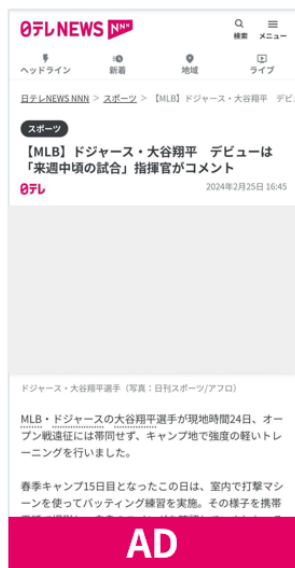 日テレNEWS NNN
検索 メニュー
ヘッドライン 新着 地域 ライブ
日テレNEWS NNN > スポーツ > 【MLB】ドジャース・大谷翔平 デビ
スポーツ
【MLB】ドジャース・大谷翔平 デビューは
「来週中頃の試合」指揮官がコメント
日テレ 2024年2月25日 16:45
ドジャース・大谷翔平選手（写真：日刊スポーツ/アフロ）
MLB・ドジャースの大谷翔平選手が現地時間24日、オー
プン戦遠征には帯同せず、キャンプ地で強度の軽いトレ
ーニングを行いました。
春季キャンプ15日目となったこの日は、室内で打撃マシ
ーンを使ってバッティング練習を実施。その様子を携帯
AD